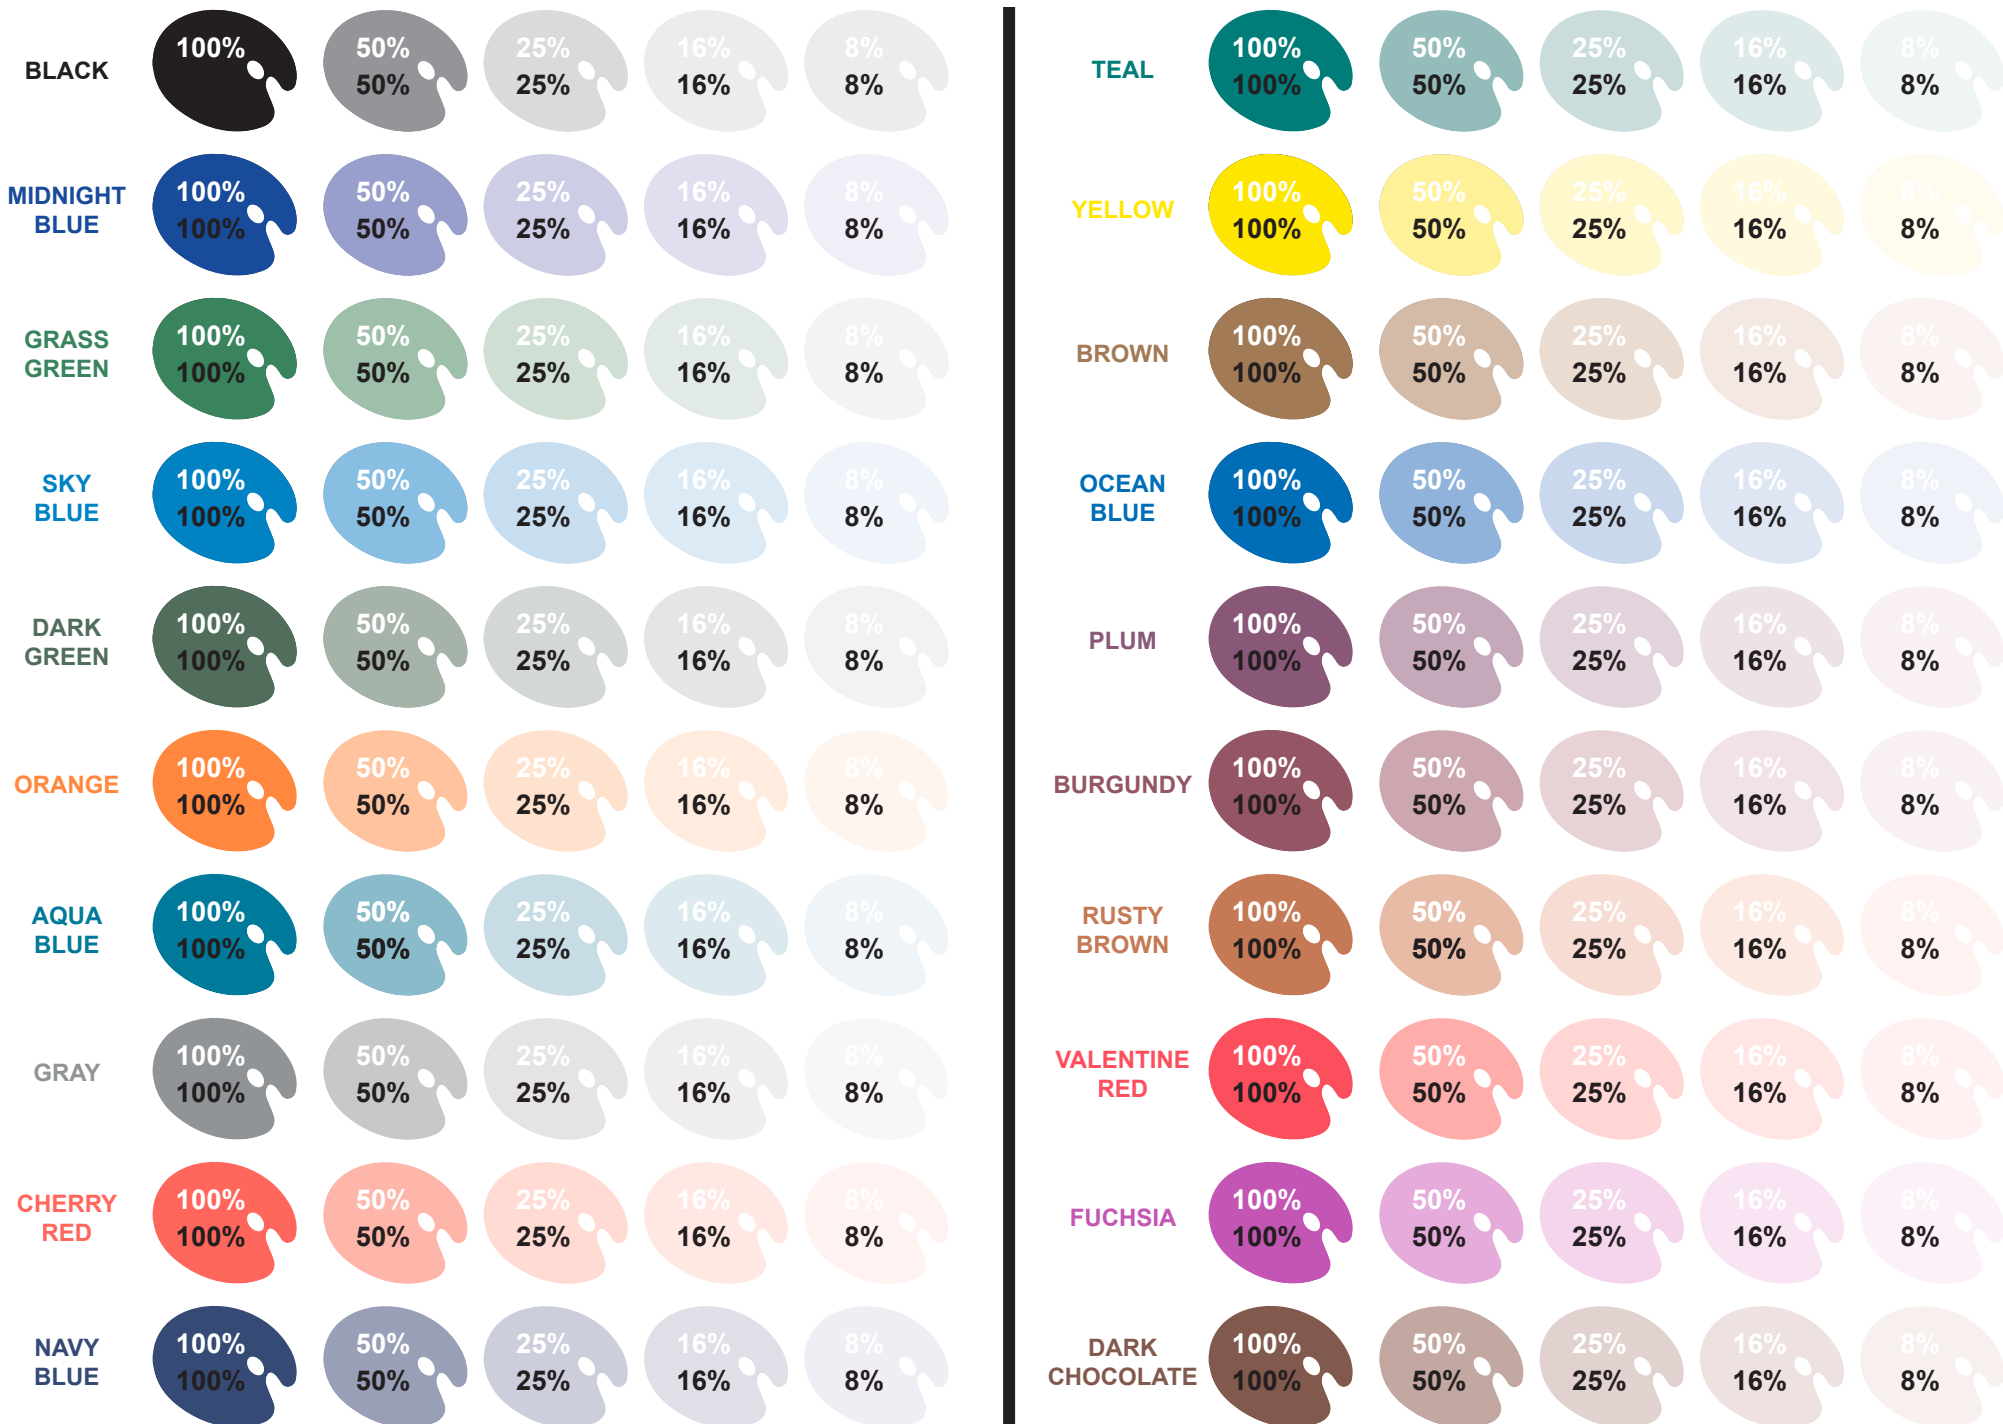 BLACK
100% 50% 25% 16% 8%
50% 25% 16% 8%
MIDNIGHT
BLUE
100% 50% 25% 16% 8%
100% 50% 25% 16% 8%
GRASS
GREEN
100% 50% 25% 16% 8%
100% 50% 25% 16% 8%
SKY
BLUE
100% 50% 25% 16% 8%
100% 50% 25% 16% 8%
DARK
GREEN
100% 50% 25% 16% 8%
100% 50% 25% 16% 8%
ORANGE
100% 50% 25% 16% 8%
100% 50% 25% 16% 8%
AQUA
BLUE
100% 50% 25% 16% 8%
100% 50% 25% 16% 8%
GRAY
100% 50% 25% 16% 8%
100% 50% 25% 16% 8%
CHERRY
RED
100% 50% 25% 16% 8%
100% 50% 25% 16% 8%
NAVY
BLUE
100% 50% 25% 16% 8%
100% 50% 25% 16% 8%
TEAL
100% 50% 25% 16% 8%
100% 50% 25% 16% 8%
YELLOW
100% 50% 25% 16% 8%
100% 50% 25% 16% 8%
BROWN
100% 50% 25% 16% 8%
100% 50% 25% 16% 8%
OCEAN
BLUE
100% 50% 25% 16% 8%
100% 50% 25% 16% 8%
PLUM
100% 50% 25% 16% 8%
100% 50% 25% 16% 8%
BURGUNDY
100% 50% 25% 16% 8%
100% 50% 25% 16% 8%
RUSTY
BROWN
100% 50% 25% 16% 8%
100% 50% 25% 16% 8%
VALENTINE
RED
100% 50% 25% 16% 8%
100% 50% 25% 16% 8%
FUCHSIA
100% 50% 25% 16% 8%
100% 50% 25% 16% 8%
DARK
CHOCOLATE
100% 50% 25% 16% 8%
100% 50% 25% 16% 8%